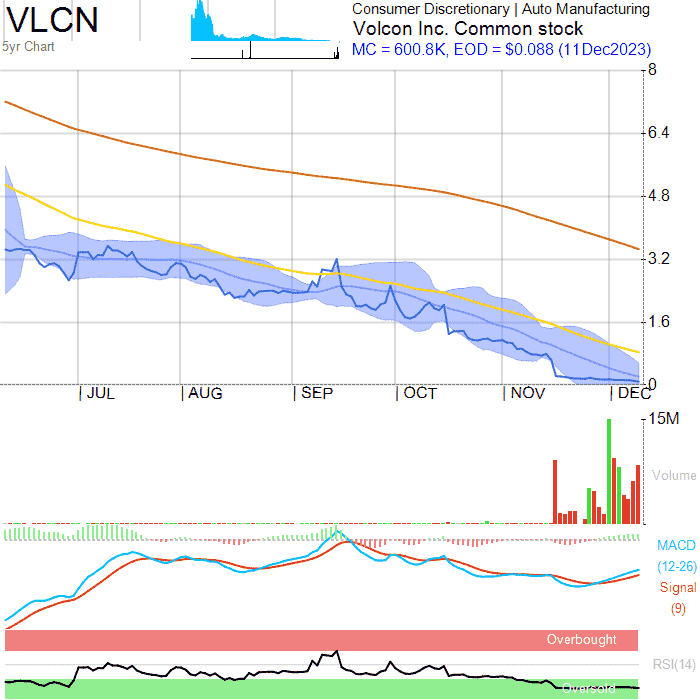 VLCN
5yr Chart
Consumer Discretionary | Auto Manufacturing
Volcon Inc. Common stock
MC = 600.8K, EOD = $0.088 (11Dec2023)
8
6.4
4.8
3.2
1.6
0
JUL AUG SEP OCT NOV DEC
15M
Volume
MACD
(12-26)
Signal
(9)
Overbought
RSI(14)
Oversold